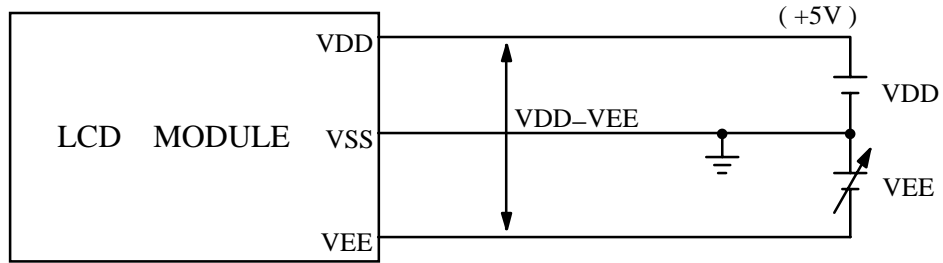 ( +5V )
VDD
VDD
VDD–VEE
LCD MODULE
VSS
VEE
VEE